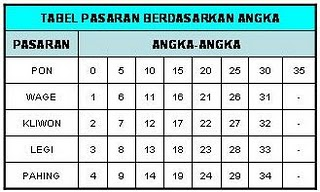 TABEL PASARAN BERDASARKAN ANGKA
PASARAN ANGKA-ANGKA
PON 0 5 10 15 20 25 30 35
WAGE 1 6 11 16 21 26 31 -
KLIWON 2 7 12 17 22 27 32 -
LEGI 3 8 13 18 23 28 33 -
PAHING 4 9 14 19 24 29 34 -